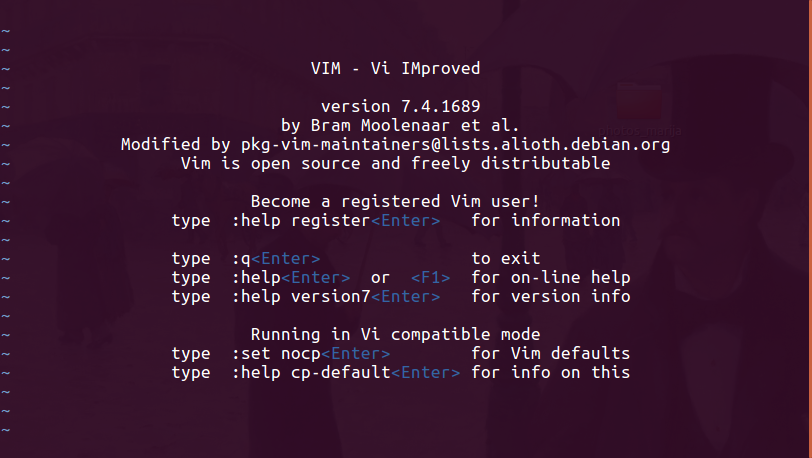 ~
~
~ VIM - Vi IMproved
~
~ version 7.4.1689
~ by Bram Moolenaar et al.
~ Modified by pkg-vim-maintainers@lists.alioth.debian.org
~ Vim is open source and freely distributable
~
~ Become a registered Vim user!
~ type :help register<Enter> for information
~
~ type :q<Enter> to exit
~ type :help<Enter> or <F1> for on-line help
~ type :help version7<Enter> for version info
~
~ Running in Vi compatible mode
~ type :set nocp<Enter> for Vim defaults
~ type :help cp-default<Enter> for info on this
~
~
~